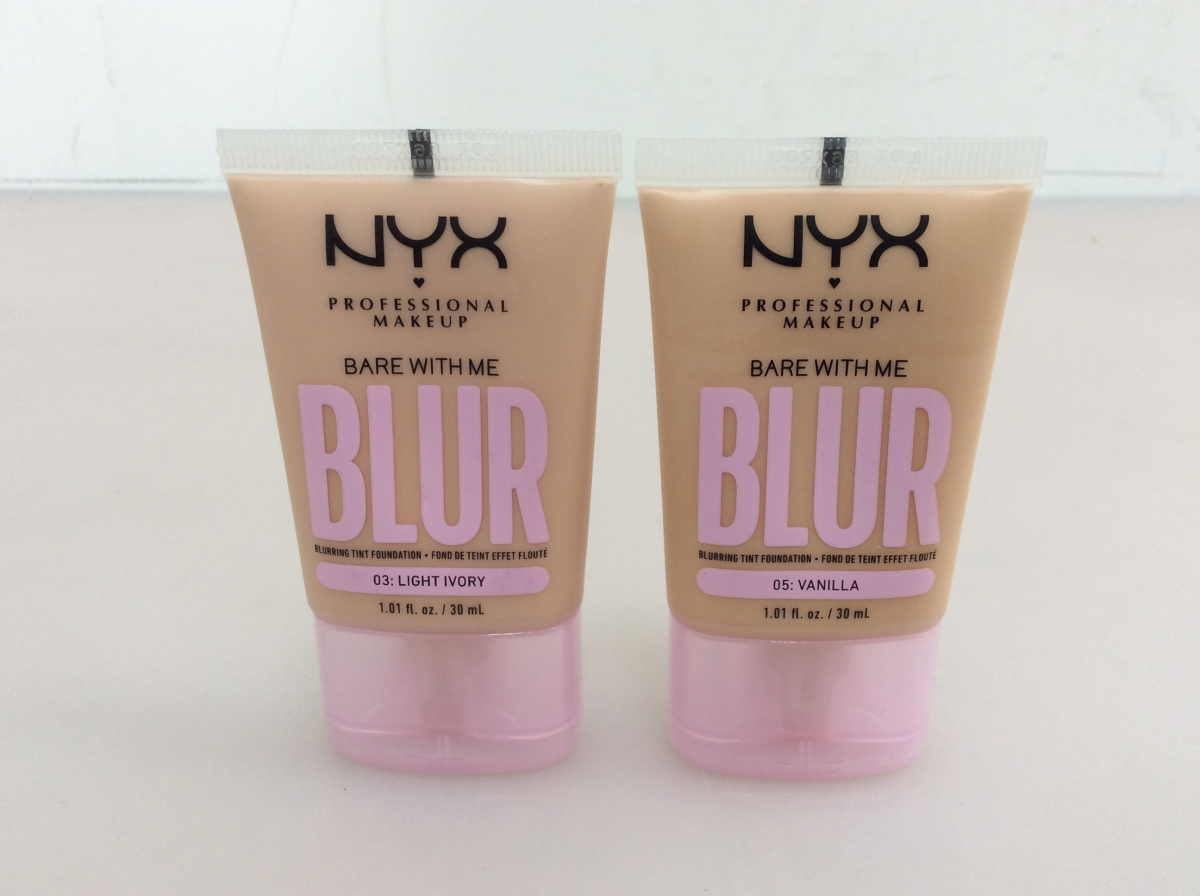 NYX
PROFESSIONAL
MAKEUP
BARE WITH ME
BLUR
BLURRING TINT FOUNDATION • FOND DE TEINT EFFET FLOUTÉ
03: LIGHT IVORY
1.01 fl. oz. / 30 mL
NYX
PROFESSIONAL
MAKEUP
BARE WITH ME
BLUR
BLURRING TINT FOUNDATION • FOND DE TEINT EFFET FLOUTÉ
05: VANILLA
1.01 fl. oz. / 30 mL